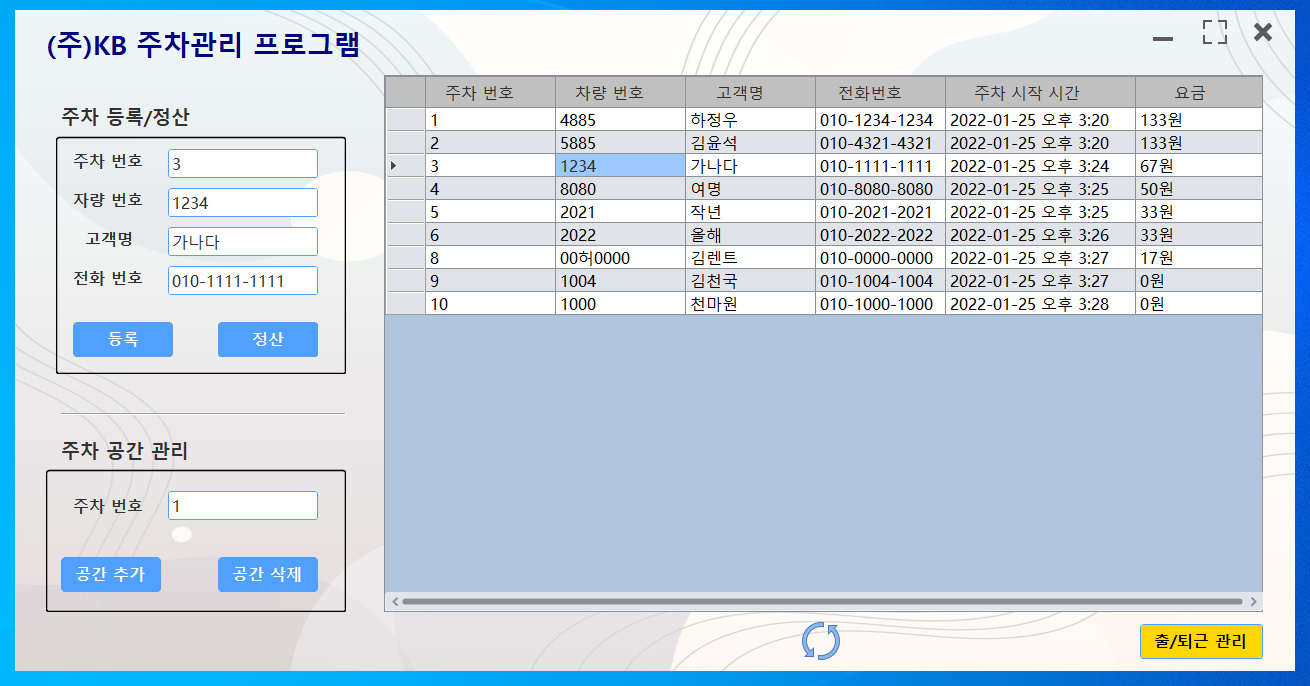 (주)KB 주차관리 프로그램
주차 등록/정산
주차 번호 3
자량 번호 1234
고객명 가나다
전화 번호 010-1111-1111
등록 정산
주차 공간 관리
주차 번호 1
공간 추가 공간 삭제
주차 번호 차량 번호 고객명 전화번호 주차 시작 시간 요금
1 4885 하정우 010-1234-1234 2022-01-25 오후 3:20 133원
2 5885 김윤석 010-4321-4321 2022-01-25 오후 3:20 133원
3 1234 가나다 010-1111-1111 2022-01-25 오후 3:24 67원
4 8080 여명 010-8080-8080 2022-01-25 오후 3:25 50원
5 2021 작년 010-2021-2021 2022-01-25 오후 3:25 33원
6 2022 올해 010-2022-2022 2022-01-25 오후 3:26 33원
8 00허0000 김렌트 010-0000-0000 2022-01-25 오후 3:27 17원
9 1004 김천국 010-1004-1004 2022-01-25 오후 3:27 0원
10 1000 천마원 010-1000-1000 2022-01-25 오후 3:28 0원
출/퇴근 관리